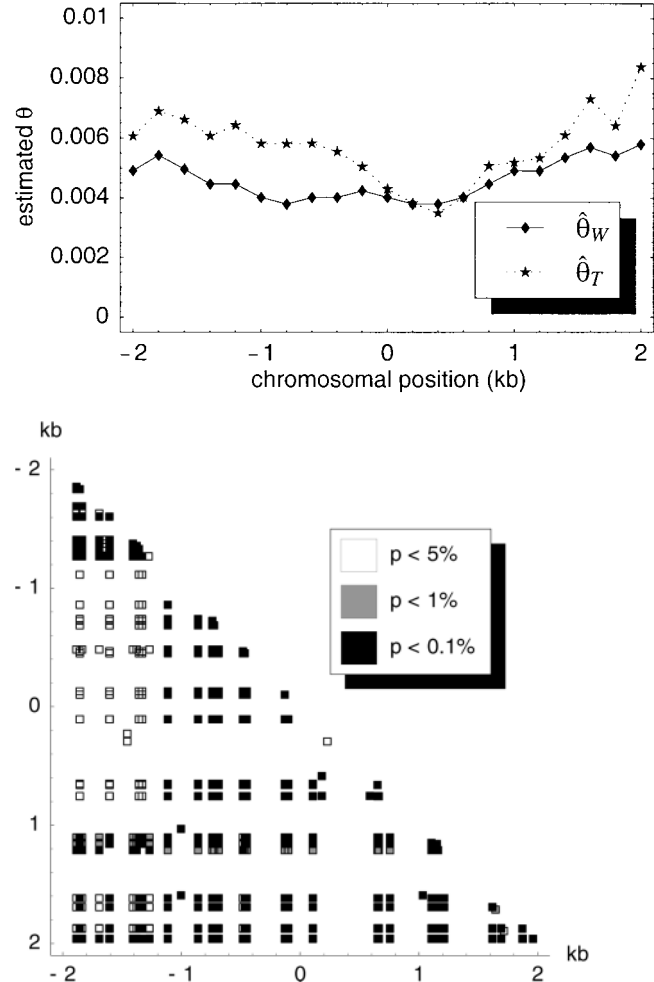 0.01
0.008
0.006
0.004
0.002
0
estimated θ
θ̂W
θ̂T
− 2
− 1
0
1
2
chromosomal position (kb)
kb
- 2
- 1
0
1
2
p < 5%
p < 1%
p < 0.1%
- 2
- 1
0
1
2
kb